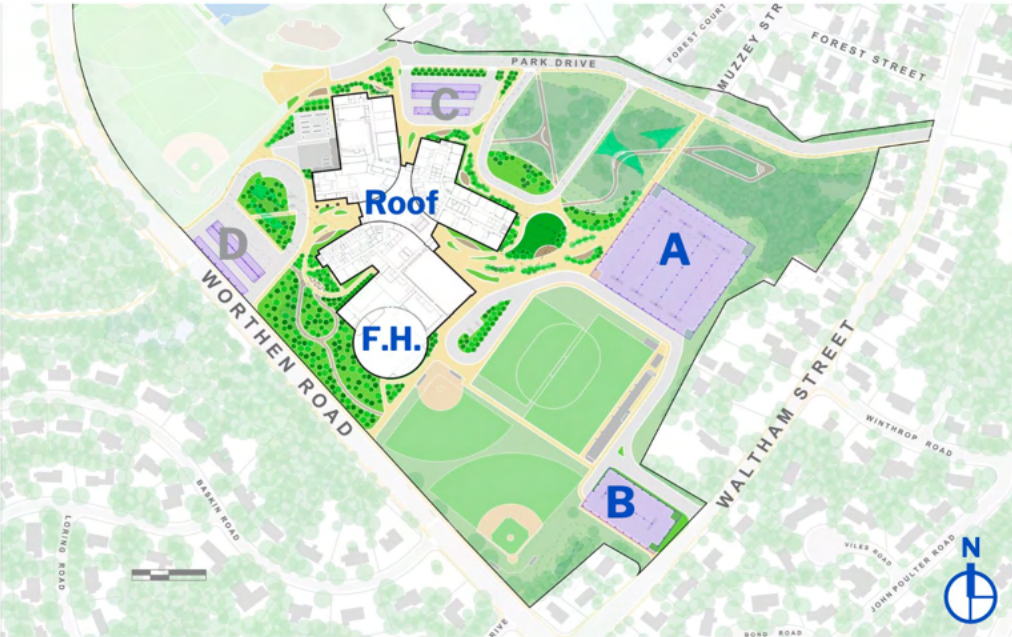 FOREST COURT
MUZZEY STR
FOREST STREET
PARK DRIVE
C
Roof
A
D
F.H.
WORTHEN ROAD
WALTHAM STREET
WINTHROP ROAD
B
BASKIN ROAD
LORING ROAD
VILES ROAD
JOHN POULTER ROAD
N
DRIVE
BOND ROAD